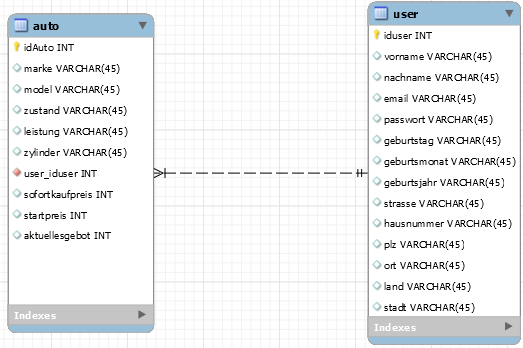 auto
idAuto INT
marke VARCHAR(45)
model VARCHAR(45)
zustand VARCHAR(45)
leistung VARCHAR(45)
zylinder VARCHAR(45)
user_iduser INT
sofortkaufpreis INT
startpreis INT
aktuellesgebot INT
Indexes
user
iduser INT
vorname VARCHAR(45)
nachname VARCHAR(45)
email VARCHAR(45)
passwort VARCHAR(45)
geburtstag VARCHAR(45)
geburtsmonat VARCHAR(45)
geburtsjahr VARCHAR(45)
strasse VARCHAR(45)
hausnummer VARCHAR(45)
plz VARCHAR(45)
ort VARCHAR(45)
land VARCHAR(45)
stadt VARCHAR(45)
Indexes